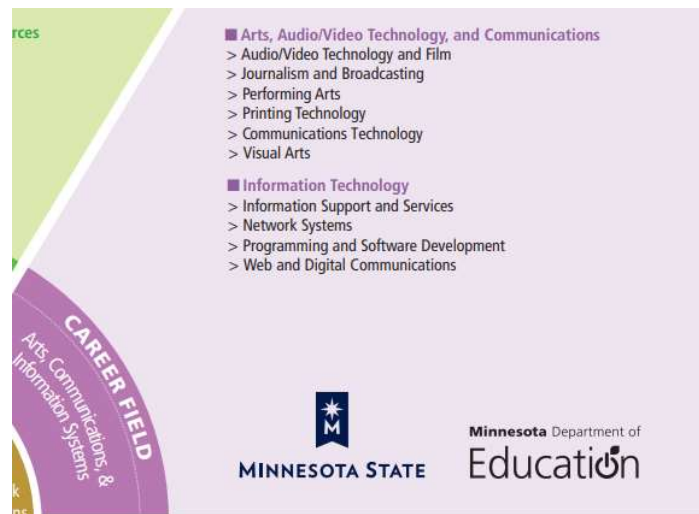 rces
■ Arts, Audio/Video Technology, and Communications
> Audio/Video Technology and Film
> Journalism and Broadcasting
> Performing Arts
> Printing Technology
> Communications Technology
> Visual Arts
■ Information Technology
> Information Support and Services
> Network Systems
> Programming and Software Development
> Web and Digital Communications
CAREER FIELD
Arts, Communications, &
Information Systems
k
ns
M
MINNESOTA STATE
Minnesota Department of
Education